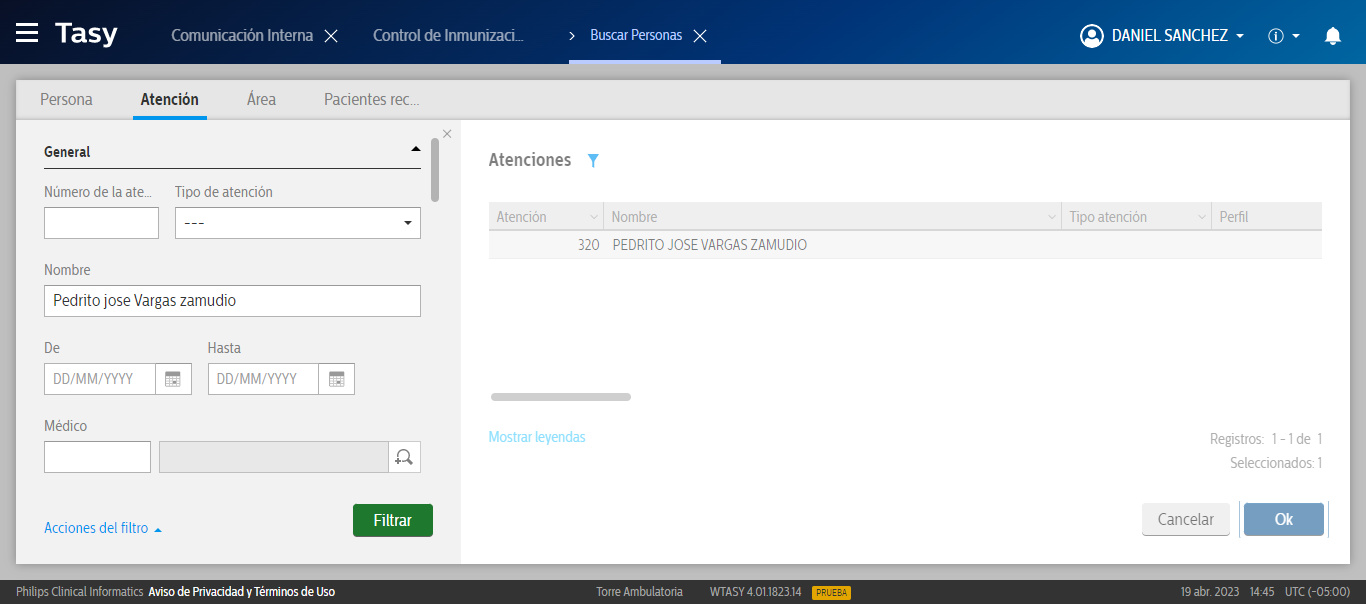 Tasy Comunicación Interna Control de Inmunizaci... Buscar Personas DANIEL SANCHEZ
Persona Atención Área Pacientes rec...
General
Número de la ate... Tipo de atención
---
Nombre
Pedrito jose Vargas zamudio
De Hasta
DD/MM/YYYY DD/MM/YYYY
Médico
Acciones del filtro Filtrar
Atenciones
Atención Nombre Tipo atención Perfil
320 PEDRITO JOSE VARGAS ZAMUDIO
Mostrar leyendas
Registros: 1 - 1 de 1
Seleccionados: 1
Cancelar Ok
Philips Clinical Informatics Aviso de Privacidad y Términos de Uso Torre Ambulatoria WTASY 4.01.1823.14 PRUEBA 19 abr. 2023 14:45 UTC (-05:00)